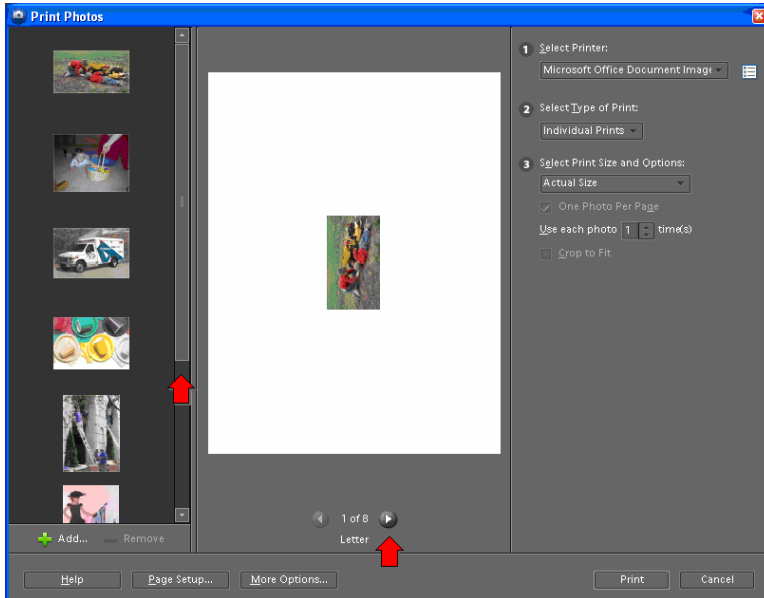 Print Photos
1 Select Printer:
Microsoft Office Document Image
2 Select Type of Print:
Individual Prints
3 Select Print Size and Options:
Actual Size
One Photo Per Page
Use each photo 1 time(s)
Crop to Fit
1 of 8
Letter
Add... Remove
Help Page Setup... More Options... Print Cancel